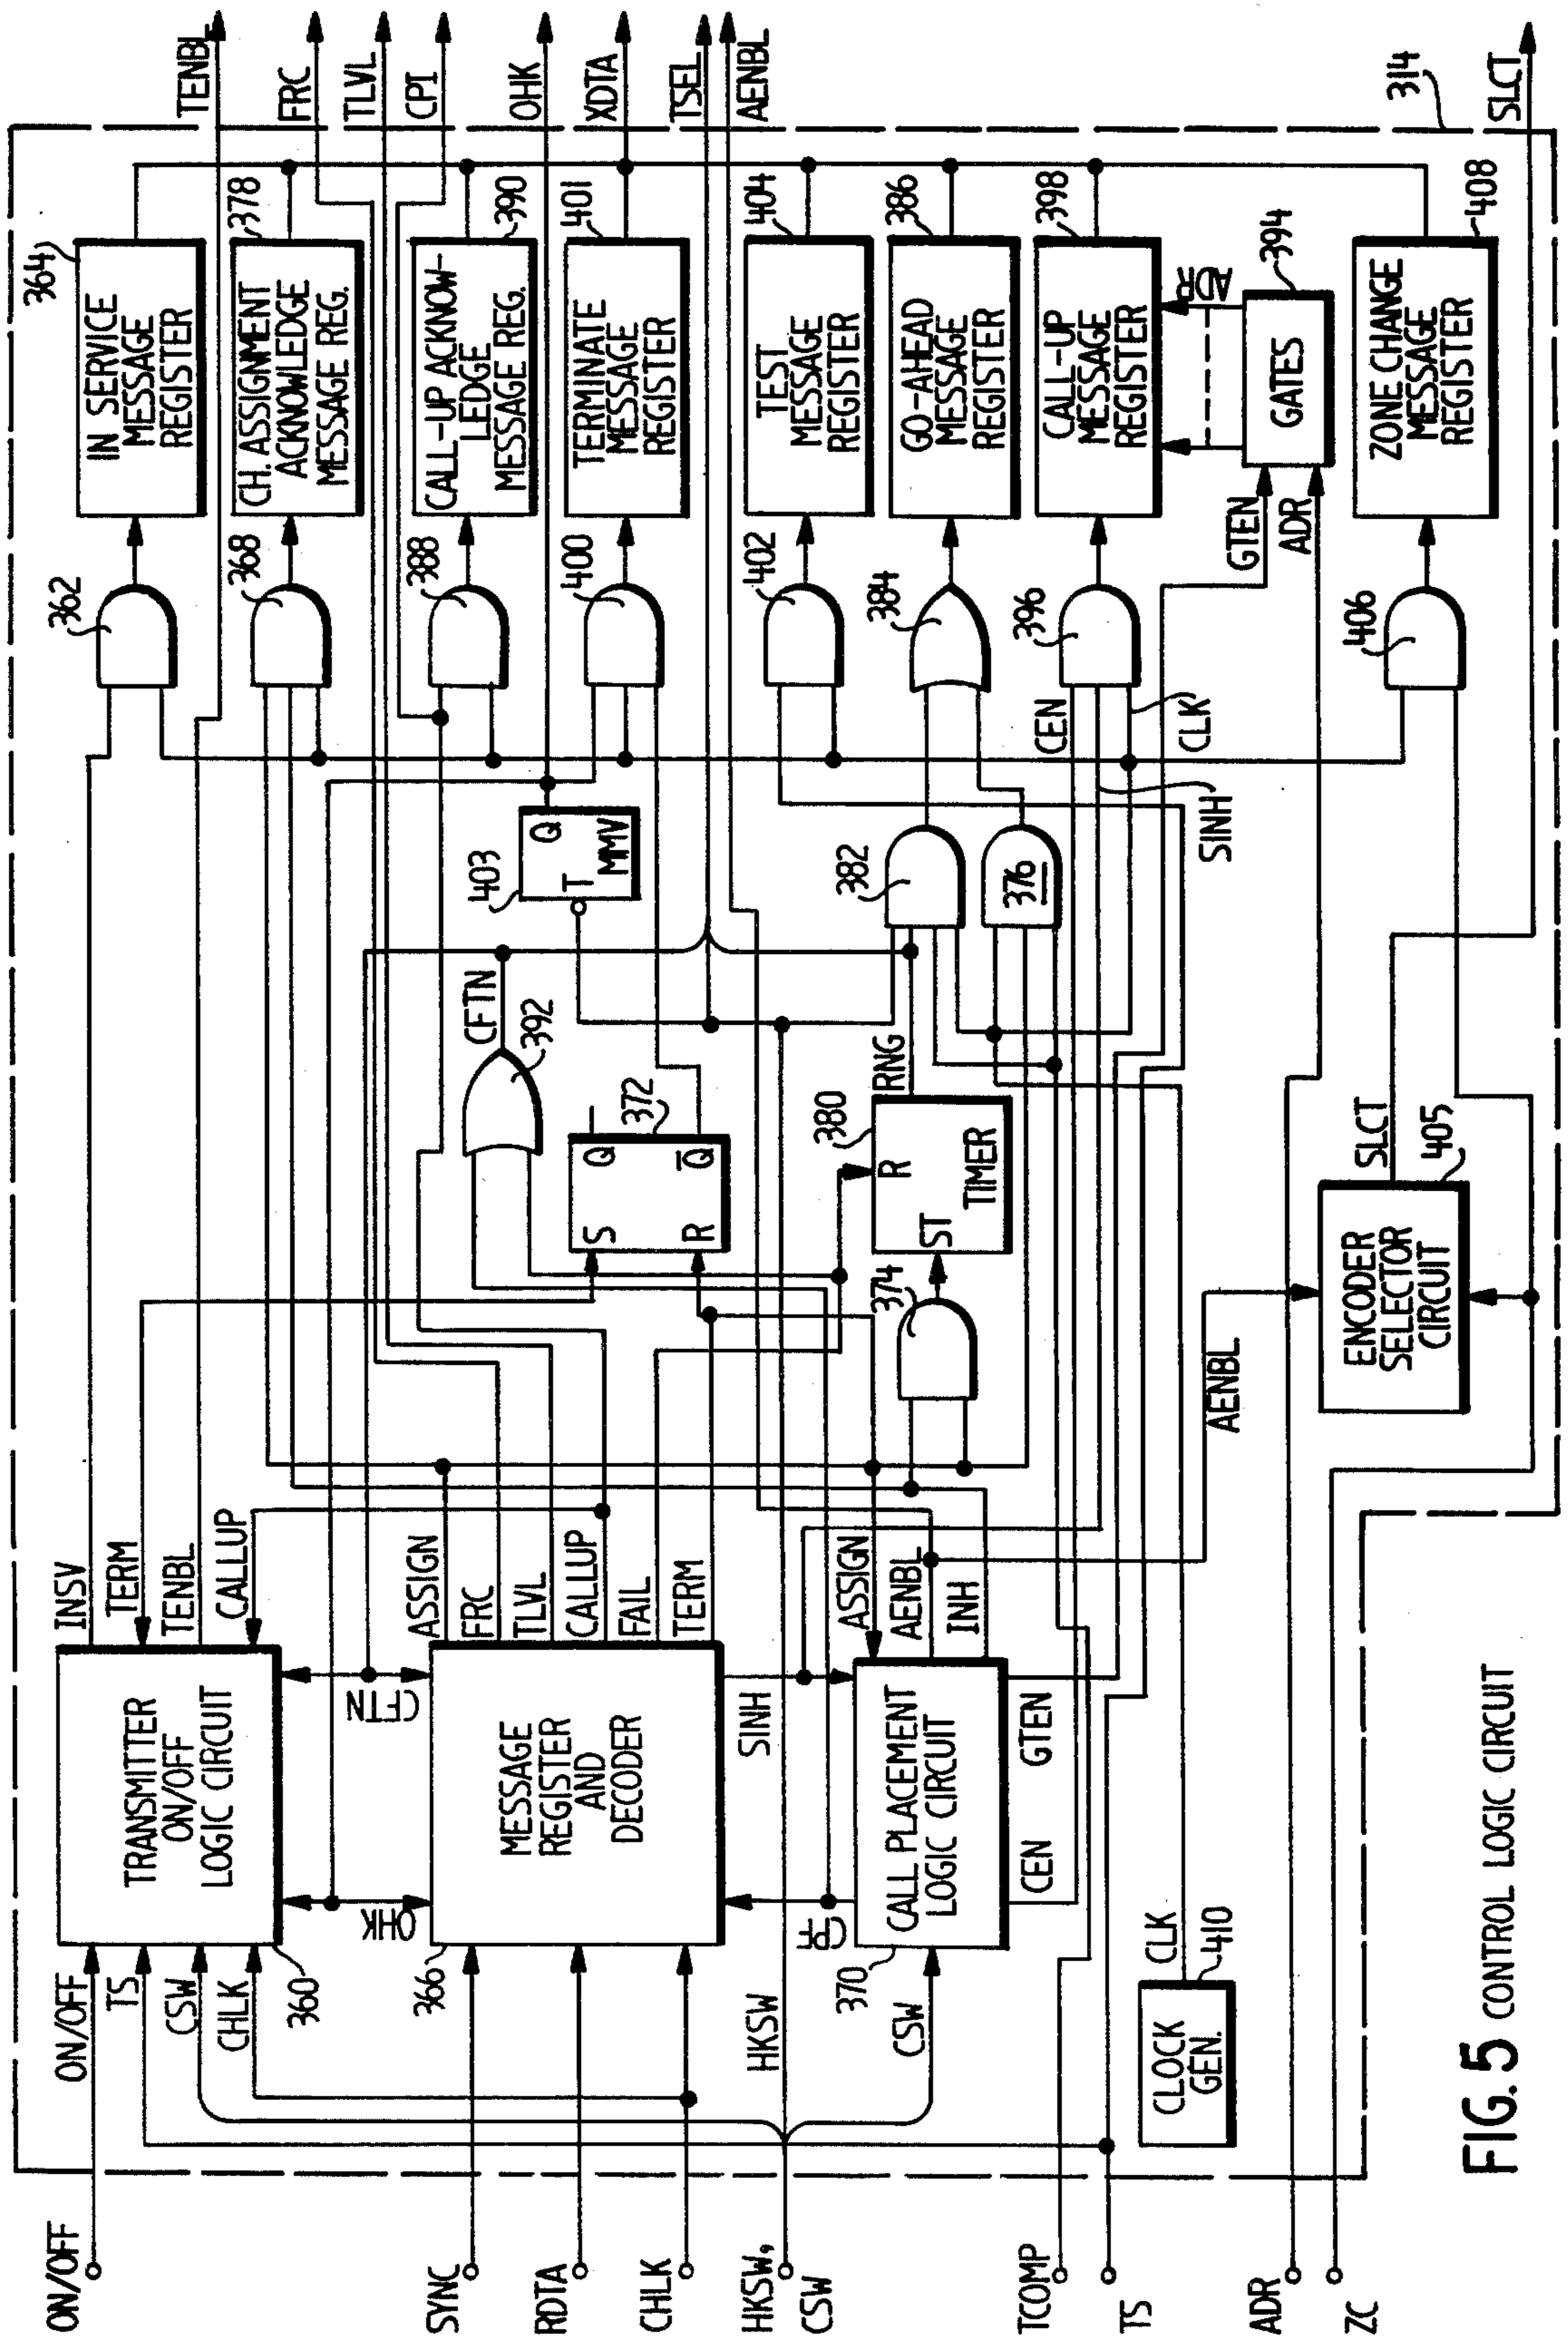 TENBL
FRC
TLVL
CPI
OHK
XDTA
TSEL
AENBL
SLCT
314
364
IN SERVICE
MESSAGE
REGISTER
378
CH. ASSIGNMENT
ACKNOWLEDGE
MESSAGE REG.
390
CALL-UP ACKNOW-
LEDGE
MESSAGE REG.
401
TERMINATE
MESSAGE
REGISTER
404
TEST
MESSAGE
REGISTER
386
GO-AHEAD
MESSAGE
REGISTER
398
CALL-UP
MESSAGE
REGISTER
ADR
394
GATES
408
ZONE CHANGE
MESSAGE
REGISTER
GTEN
ADR
362
368
388
400
402
384
396
406
CEN
CLK
SINH
403
Q
T
MMV
382
376
CFTN
392
372
Q
S
Q̅
R
RNG
380
R
ST
TIMER
374
SLCT
405
ENCODER
SELECTOR
CIRCUIT
AENBL
INSV
TERM
TENBL
CALLUP
ASSIGN
FRC
TLVL
CALLUP
FAIL
TERM
ASSIGN
AENBL
INH
TRANSMITTER
ON/OFF
LOGIC CIRCUIT
CFTN
OHK
MESSAGE
REGISTER
AND
DECODER
SINH
CPF
CALL PLACEMENT
LOGIC CIRCUIT
GTEN
CEN
360
366
370
ON/OFF
TS
CSW
CHLK
HKSW
CSW
CLK
410
CLOCK
GEN.
ON/OFF
SYNC
RDTA
CHLK
HKSW,
CSW
TCOMP
TS
ADR
ZC
FIG. 5 CONTROL LOGIC CIRCUIT